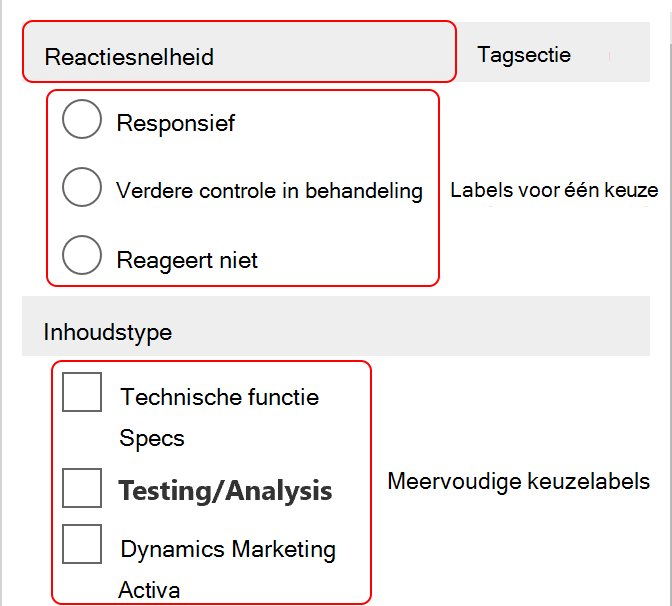 Reactiesnelheid Tagsectie
Responsief
Verdere controle in behandeling Labels voor één keuze
Reageert niet
Inhoudstype
Technische functie
Specs
Testing/Analysis Meervoudige keuzelabels
Dynamics Marketing
Activa